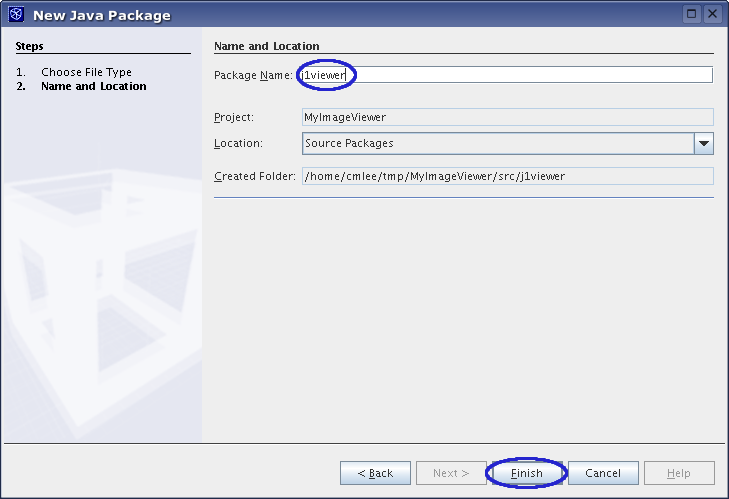 New Java Package
Steps
1. Choose File Type
2. Name and Location
Name and Location
Package Name: j1viewer
Project: MyImageViewer
Location: Source Packages
Created Folder: /home/cmlee/tmp/MyImageViewer/src/j1viewer
< Back Next > Finish Cancel Help